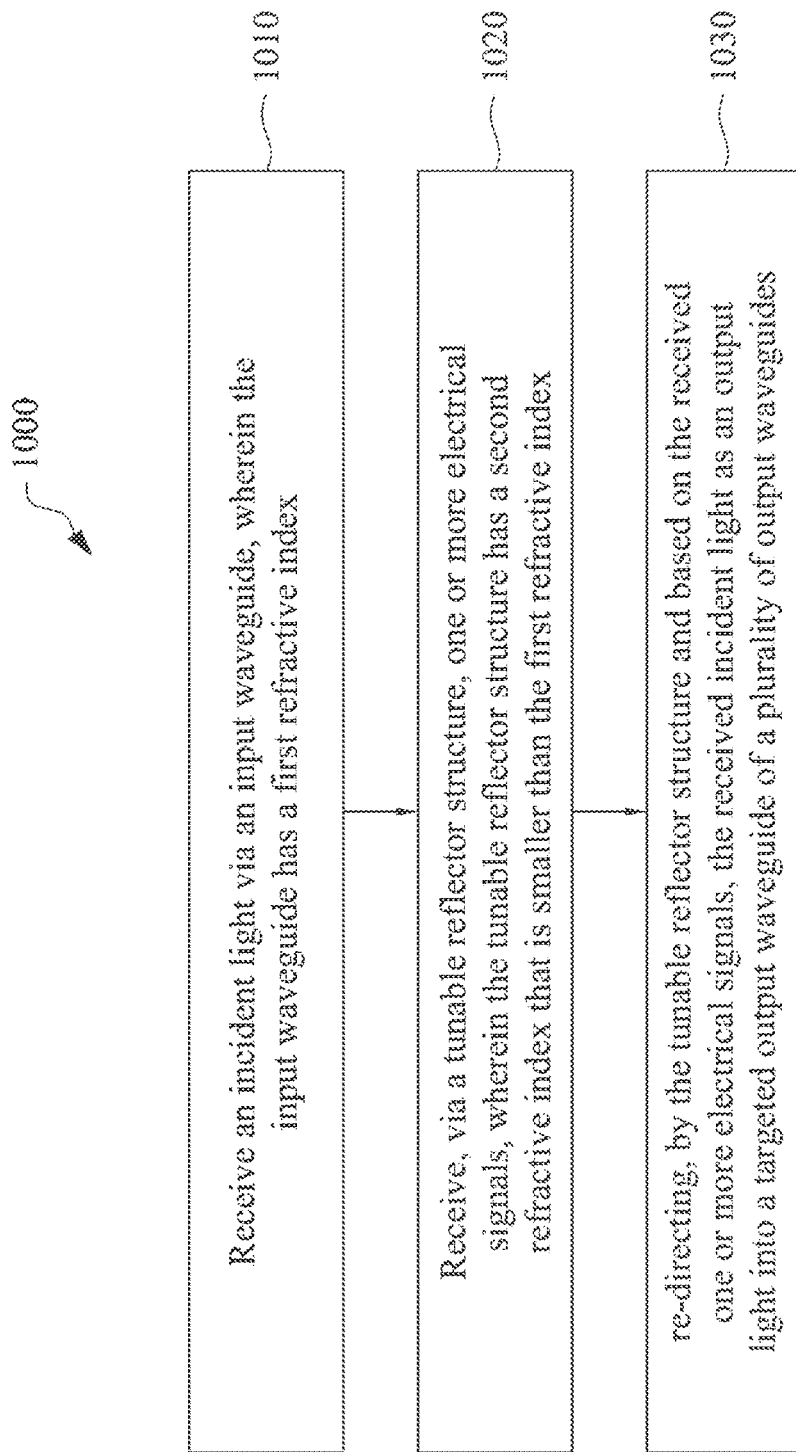 1000
Receive an incident light via an input waveguide, wherein the
input waveguide has a first refractive index
1010
Receive, via a tunable reflector structure, one or more electrical
signals, wherein the tunable reflector structure has a second
refractive index that is smaller than the first refractive index
1020
re-directing, by the tunable reflector structure and based on the received
one or more electrical signals, the received incident light as an output
light into a targeted output waveguide of a plurality of output waveguides
1030